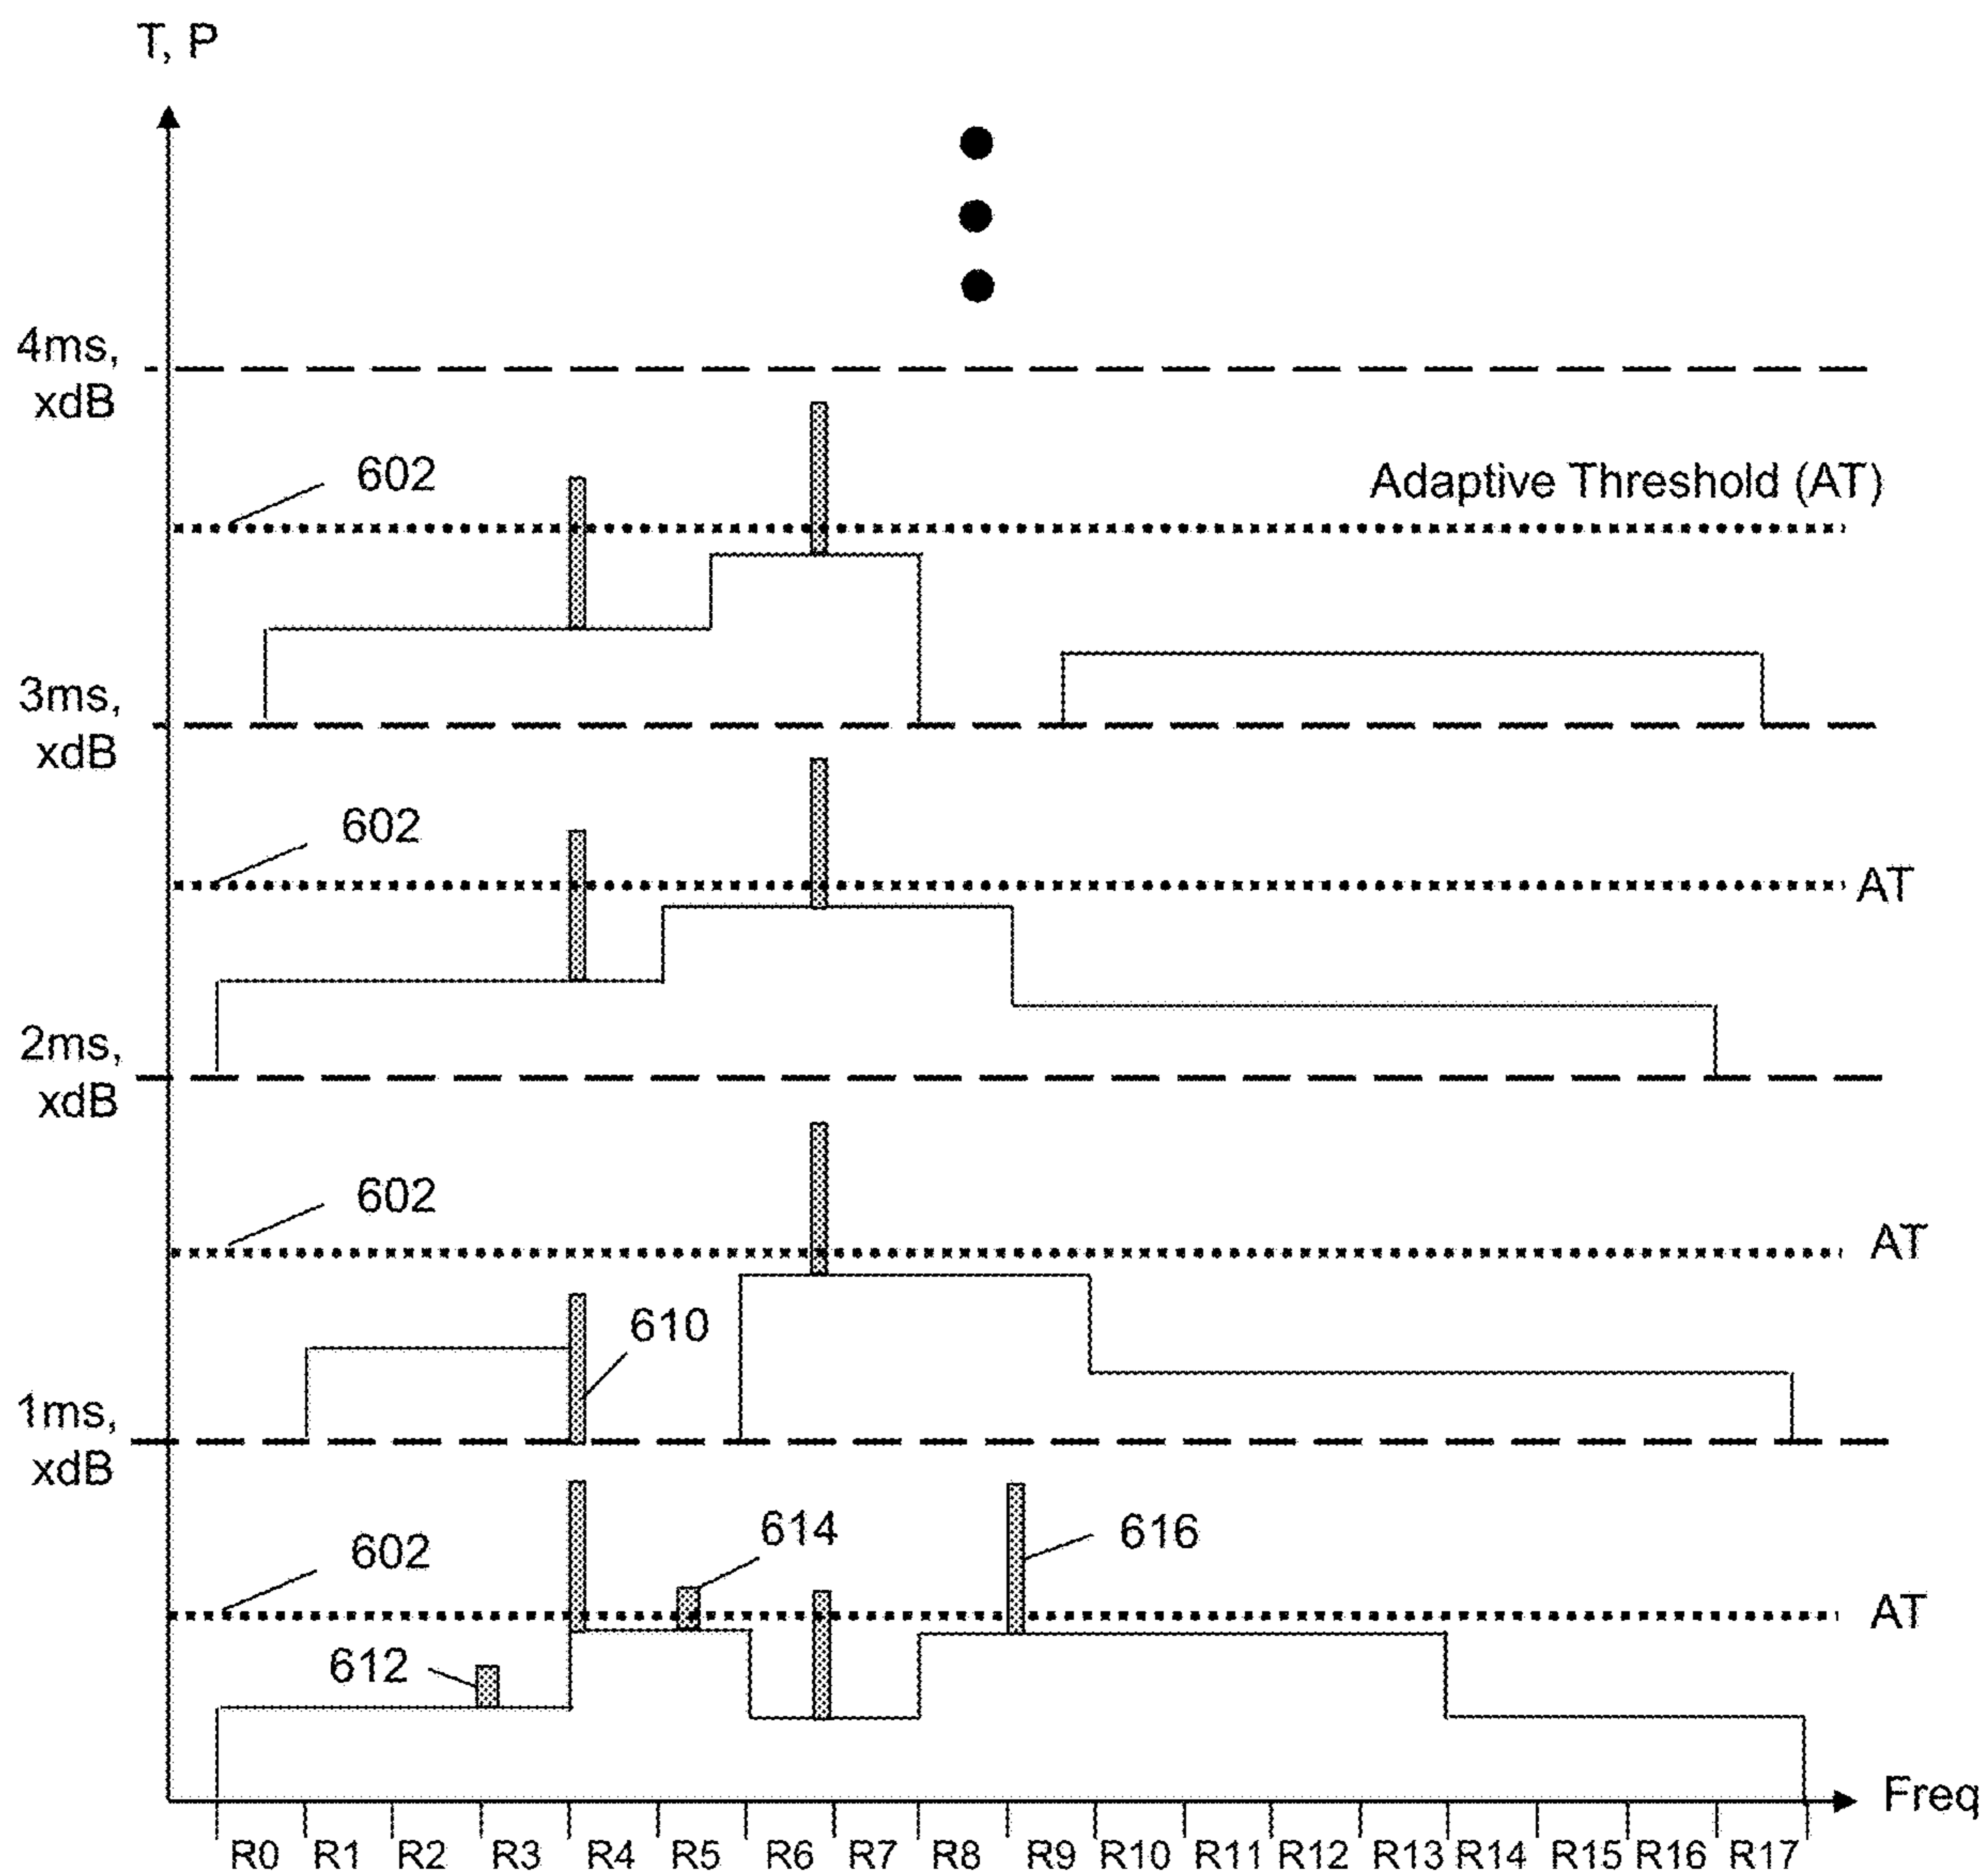 T, P
4ms,
xdB
602
Adaptive Threshold (AT)
3ms,
xdB
602
AT
2ms,
xdB
602
AT
610
1ms,
xdB
602
614
616
AT
612
Freq
R0 R1 R2 R3 R4 R5 R6 R7 R8 R9 R10 R11 R12 R13 R14 R15 R16 R17